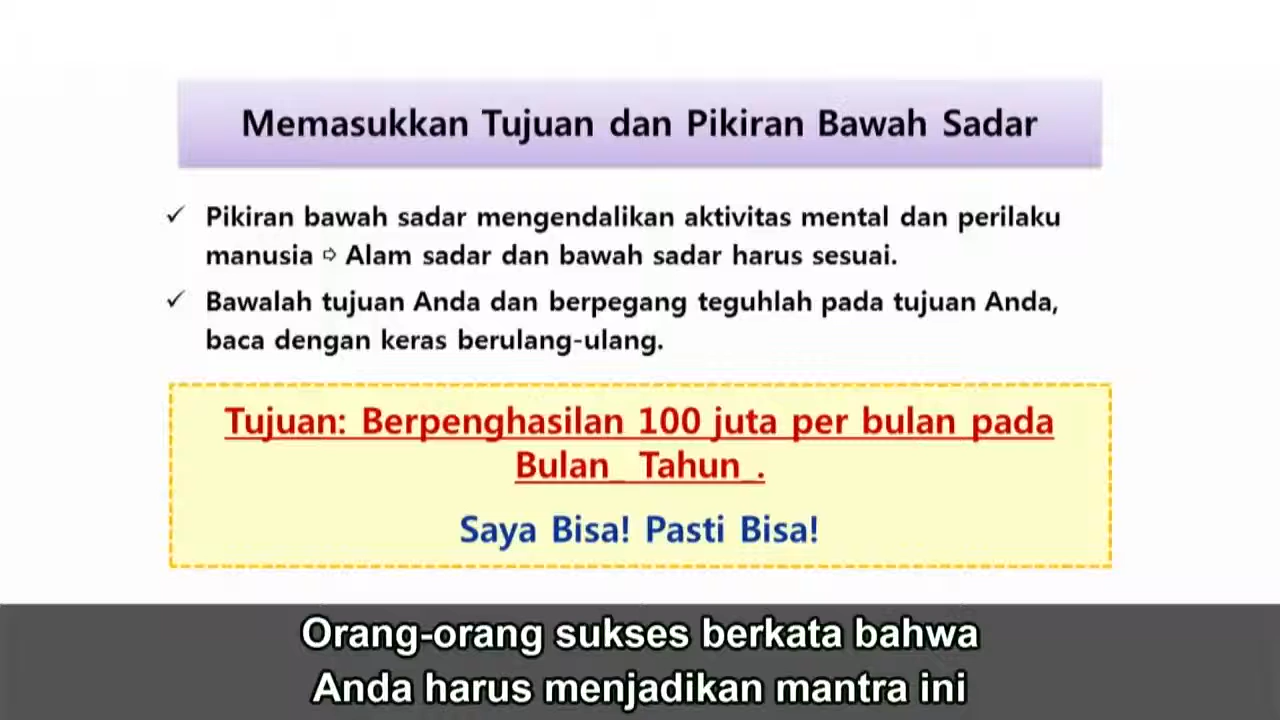 Memasukkan Tujuan dan Pikiran Bawah Sadar
✓ Pikiran bawah sadar mengendalikan aktivitas mental dan perilaku
manusia ⇨ Alam sadar dan bawah sadar harus sesuai.
✓ Bawalah tujuan Anda dan berpegang teguhlah pada tujuan Anda,
baca dengan keras berulang-ulang.
Tujuan: Berpenghasilan 100 juta per bulan pada
Bulan_ Tahun_.
Saya Bisa! Pasti Bisa!
Orang-orang sukses berkata bahwa
Anda harus menjadikan mantra ini